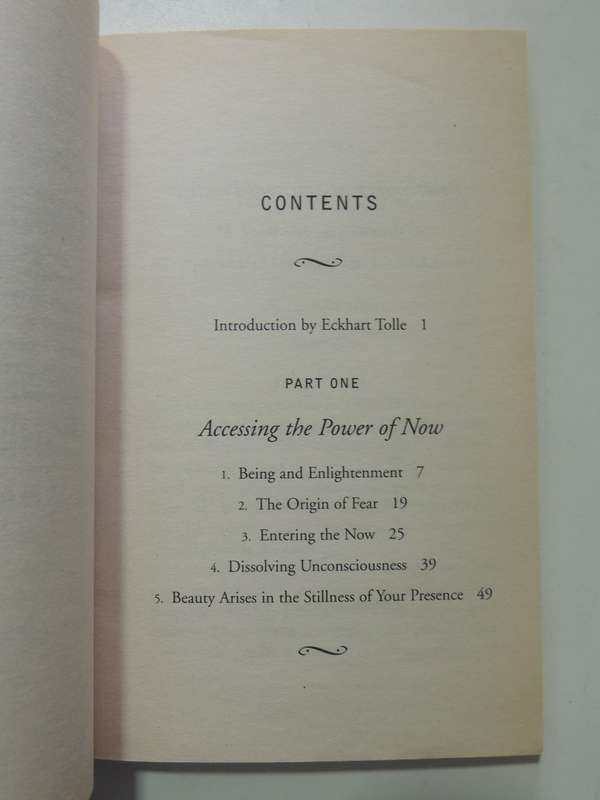 CONTENTS
Introduction by Eckhart Tolle 1
PART ONE
Accessing the Power of Now
1. Being and Enlightenment 7
2. The Origin of Fear 19
3. Entering the Now 25
4. Dissolving Unconsciousness 39
5. Beauty Arises in the Stillness of Your Presence 49